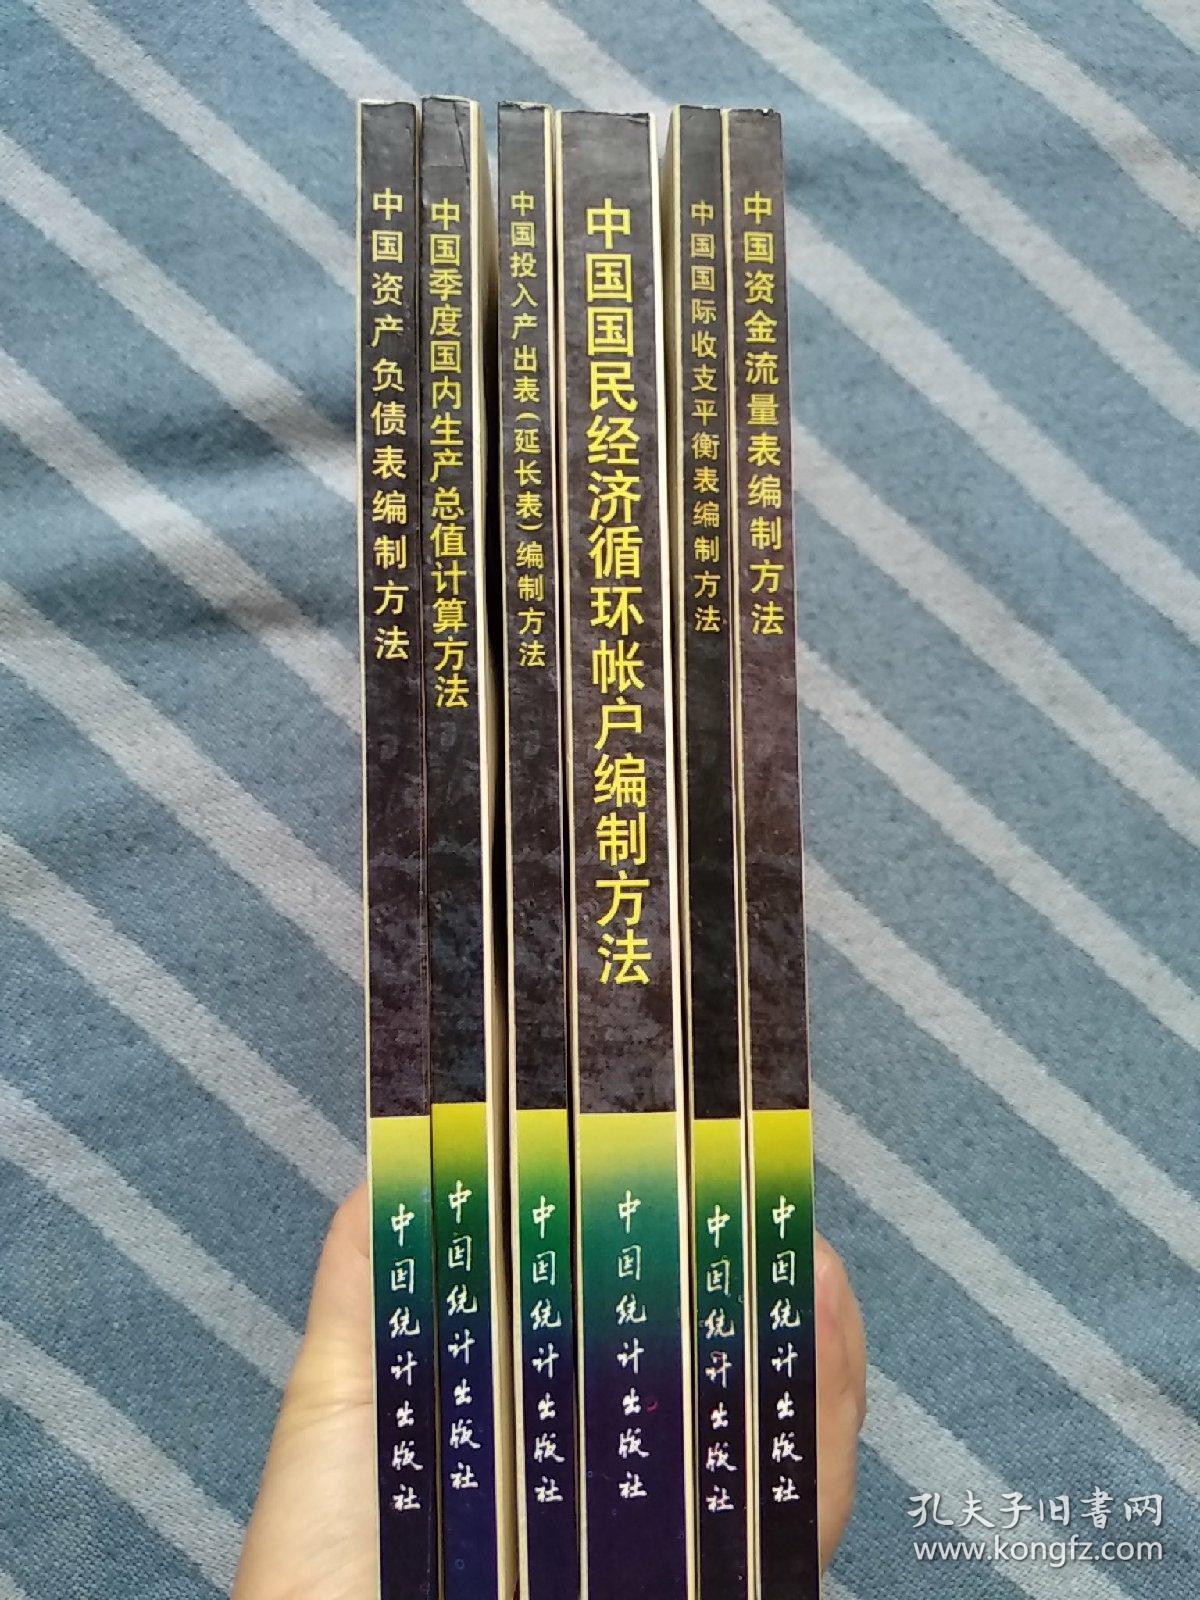 中国资产负债表编制方法
中国统计出版社
中国季度国内生产总值计算方法
中国统计出版社
中国投入产出表(延长表)编制方法
中国统计出版社
中国国民经济循环帐户编制方法
中国统计出版社
中国国际收支平衡表编制方法
中国统计出版社
中国资金流量表编制方法
中国统计出版社
孔夫子旧書网
www.kongfz.com